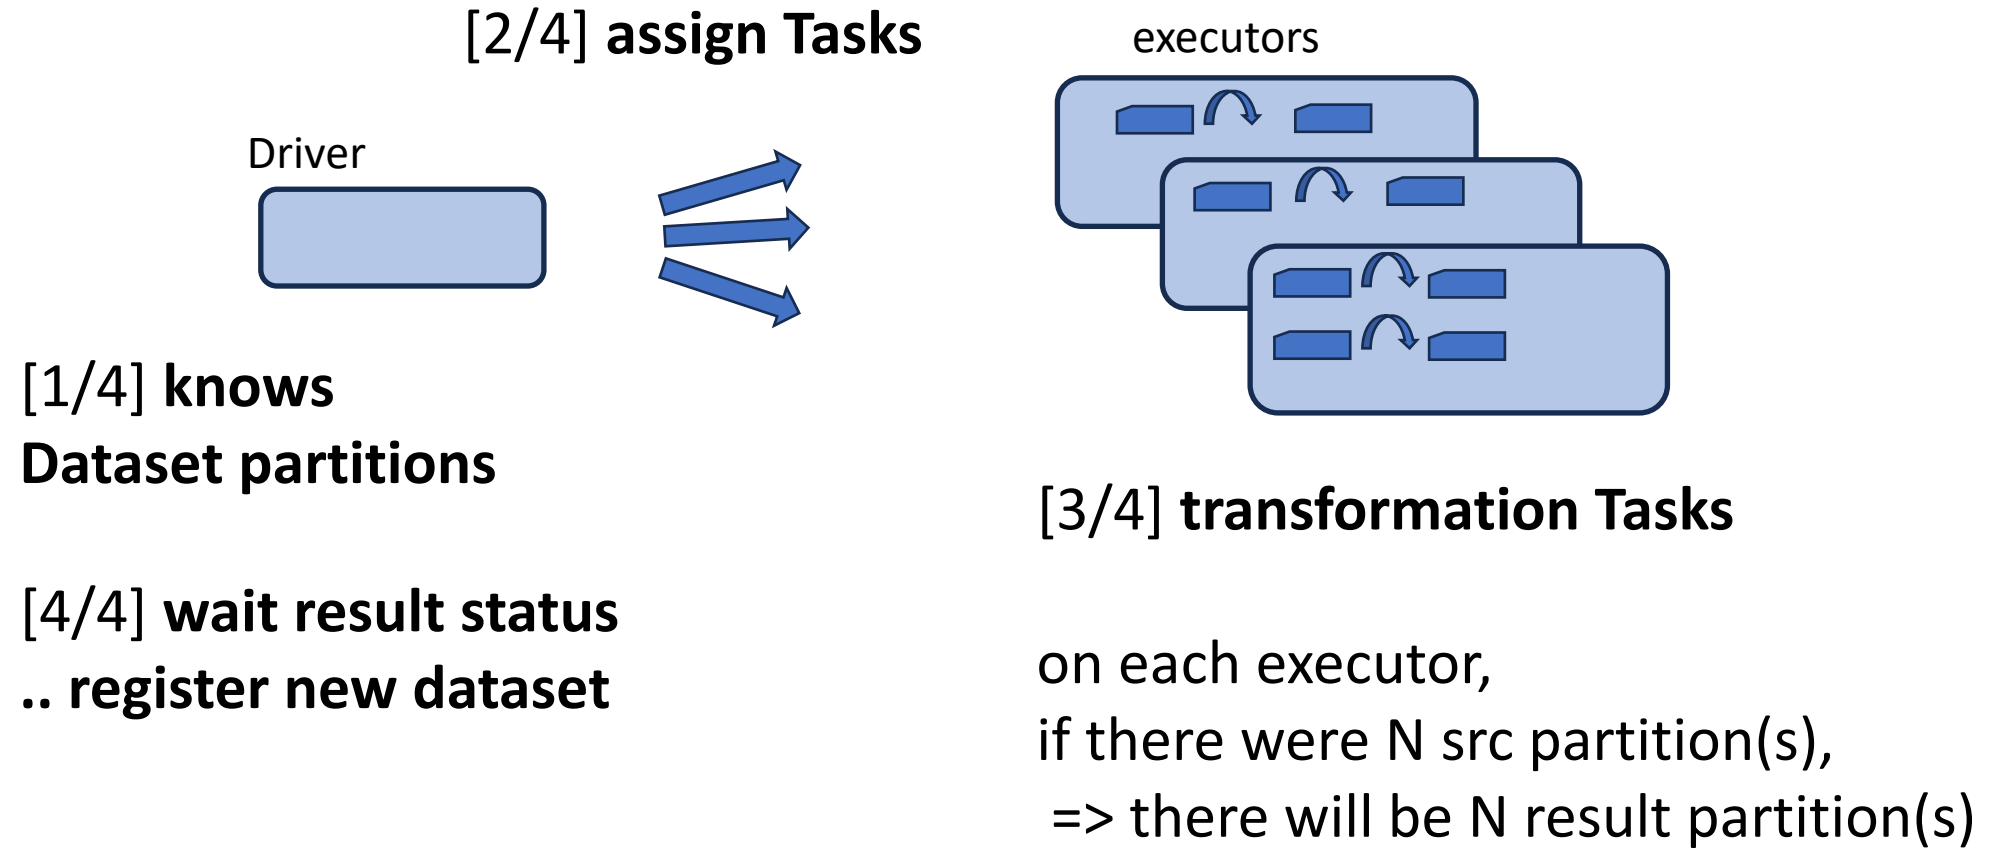 [2/4] assign Tasks
executors
Driver
[1/4] knows
Dataset partitions
[4/4] wait result status
.. register new dataset
[3/4] transformation Tasks
on each executor,
if there were N src partition(s),
=> there will be N result partition(s)